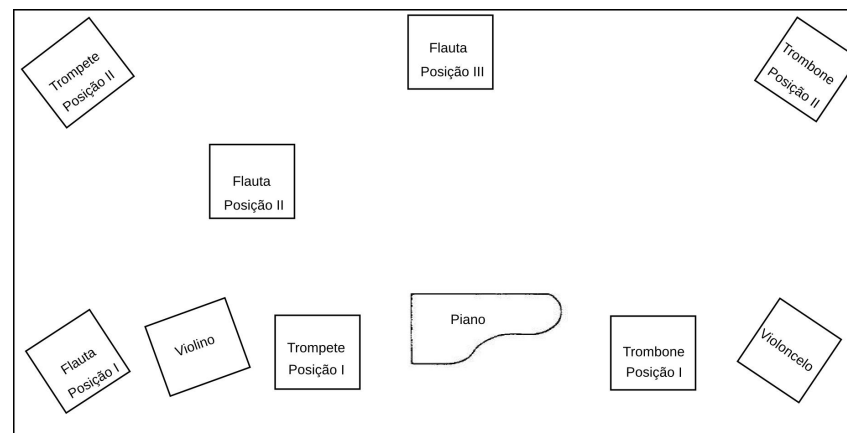 Trompete
Posição II
Flauta
Posição III
Trombone
Posição II
Flauta
Posição II
Flauta
Posição I
Violino
Trompete
Posição I
Piano
Trombone
Posição I
Violoncelo